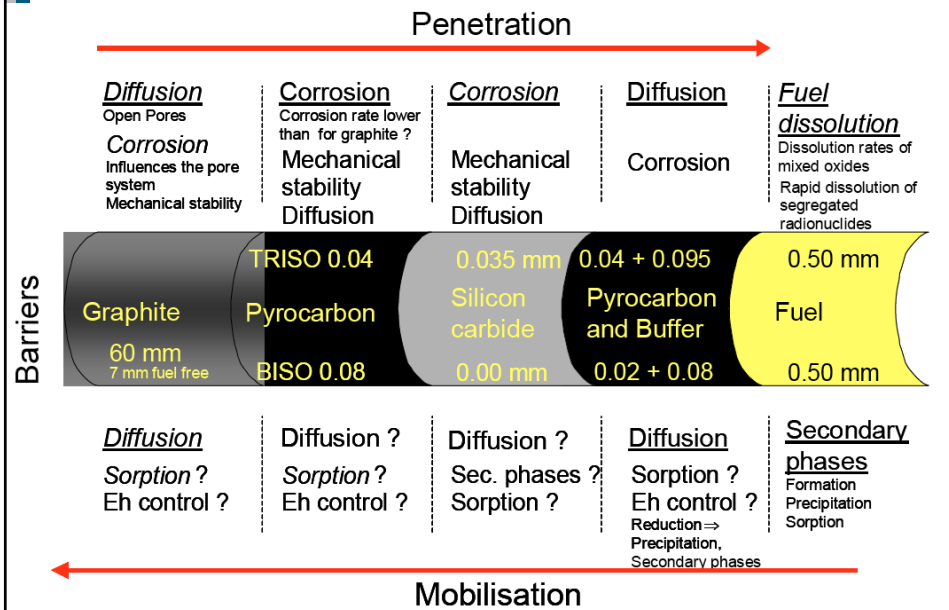 Penetration
Diffusion
Open Pores
Corrosion
Influences the pore
system
Mechanical stability
Corrosion
Corrosion rate lower
than for graphite ?
Mechanical
stability
Diffusion
Corrosion
Mechanical
stability
Diffusion
Diffusion
Corrosion
Fuel
dissolution
Dissolution rates of
mixed oxides
Rapid dissolution of
segregated
radionuclides
Barriers
Graphite
60 mm
7 mm fuel free
TRISO 0.04
Pyrocarbon
BISO 0.08
0.035 mm
Silicon
carbide
0.00 mm
0.04 + 0.095
Pyrocarbon
and Buffer
0.02 + 0.08
0.50 mm
Fuel
0.50 mm
Diffusion
Sorption ?
Eh control ?
Diffusion ?
Sorption ?
Eh control ?
Diffusion ?
Sec. phases ?
Sorption ?
Diffusion
Sorption ?
Eh control ?
Reduction⇒
Precipitation,
Secondary phases
Secondary
phases
Formation
Precipitation
Sorption
Mobilisation